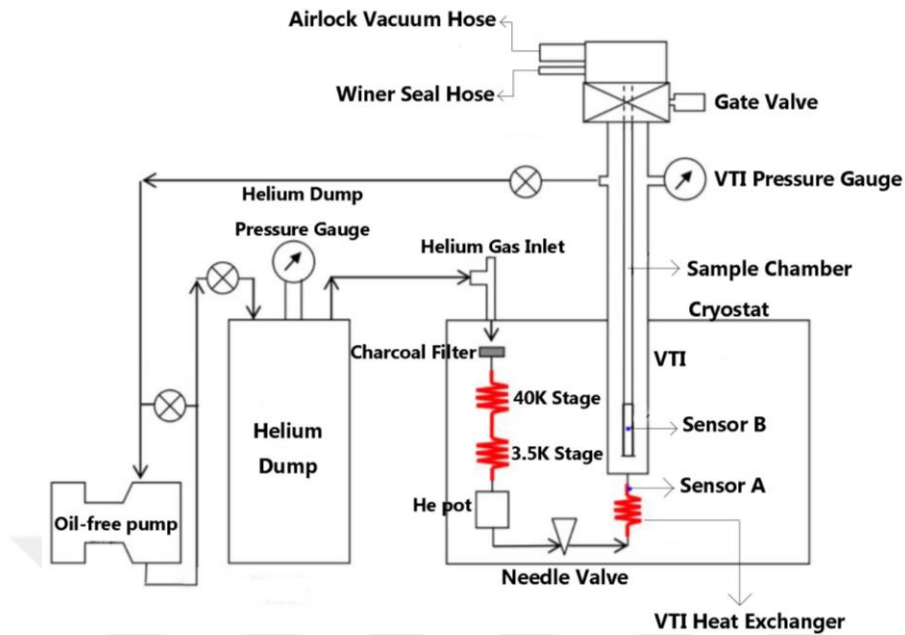 Airlock Vacuum Hose
Winer Seal Hose
Gate Valve
Helium Dump
VTI Pressure Gauge
Pressure Gauge
Helium Gas Inlet
Sample Chamber
Cryostat
Charcoal Filter
VTI
40K Stage
Helium
Dump
Sensor B
3.5K Stage
Sensor A
He pot
Oil-free pump
Needle Valve
VTI Heat Exchanger